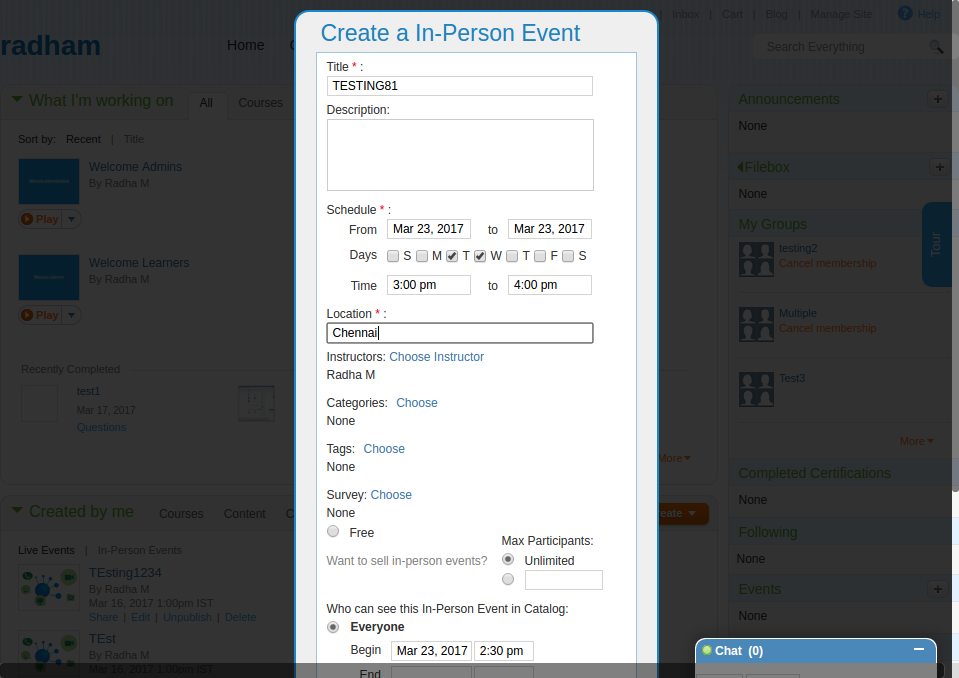 Inbox | Cart | Blog | Manage Site Help
radham Home
Search Everything
Create a In-Person Event
Title * :
TESTING81
Description:
Schedule * :
From Mar 23, 2017 to Mar 23, 2017
Days S M T W T F S
Time 3:00 pm to 4:00 pm
Location * :
Chennai
Instructors: Choose Instructor
Radha M
Categories: Choose
None
Tags: Choose
None
Survey: Choose
None
Free
Want to sell in-person events?
Max Participants:
Unlimited
Who can see this In-Person Event in Catalog:
Everyone
Begin Mar 23, 2017 2:30 pm
End
What I'm working on All Courses
Sort by: Recent | Title
Welcome Admins
By Radha M
Play
Welcome Learners
By Radha M
Play
Recently Completed
test1
Mar 17, 2017
Questions
More
Created by me Courses Content C
eate
Live Events | In-Person Events
TEsting1234
By Radha M
Mar 16, 2017 1:00pm IST
Share | Edit | Unpublish | Delete
TEst
By Radha M
Mar 16, 2017 1:00pm IST
Announcements +
None
Filebox +
None
My Groups
testing2
Cancel membership
Multiple
Cancel membership
Test3
More
Completed Certifications
None
Following
None
Events +
None
Tour
Chat (0)